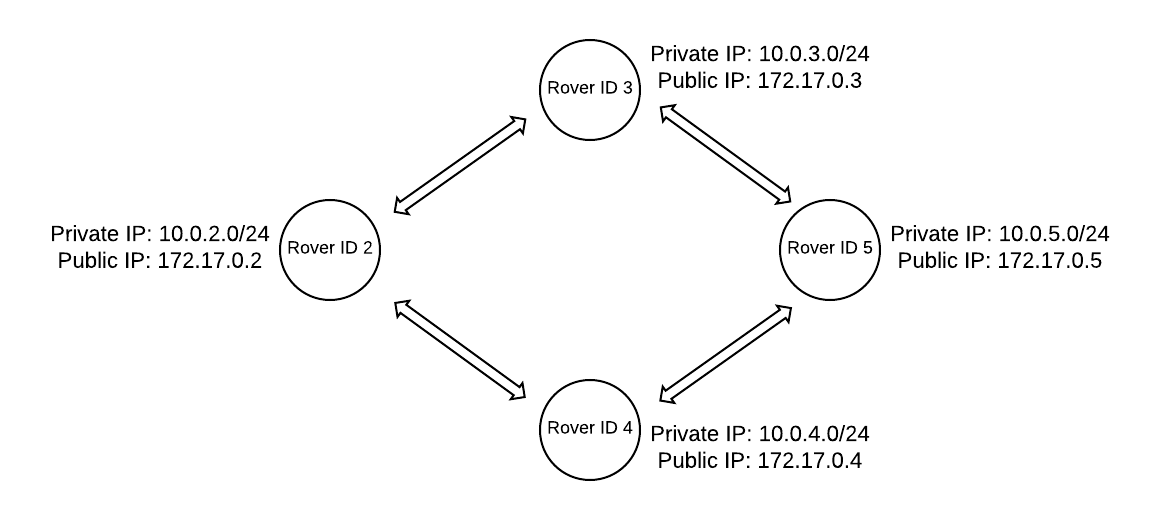 Private IP: 10.0.3.0/24
Public IP: 172.17.0.3
Rover ID 3
Private IP: 10.0.2.0/24
Public IP: 172.17.0.2
Rover ID 2
Rover ID 5
Private IP: 10.0.5.0/24
Public IP: 172.17.0.5
Rover ID 4
Private IP: 10.0.4.0/24
Public IP: 172.17.0.4